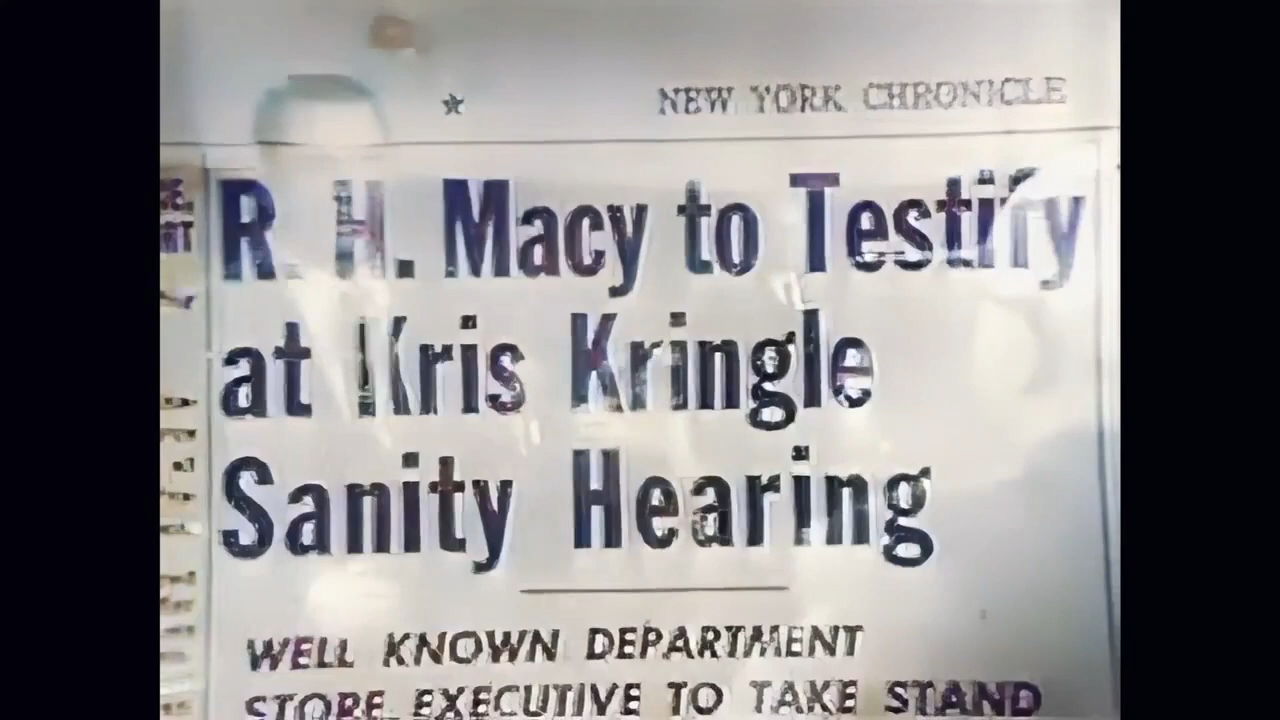 NEW YORK CHRONICLE
R. H. Macy to Testify
at Kris Kringle
Sanity Hearing
WELL KNOWN DEPARTMENT
STORE EXECUTIVE TO TAKE STAND